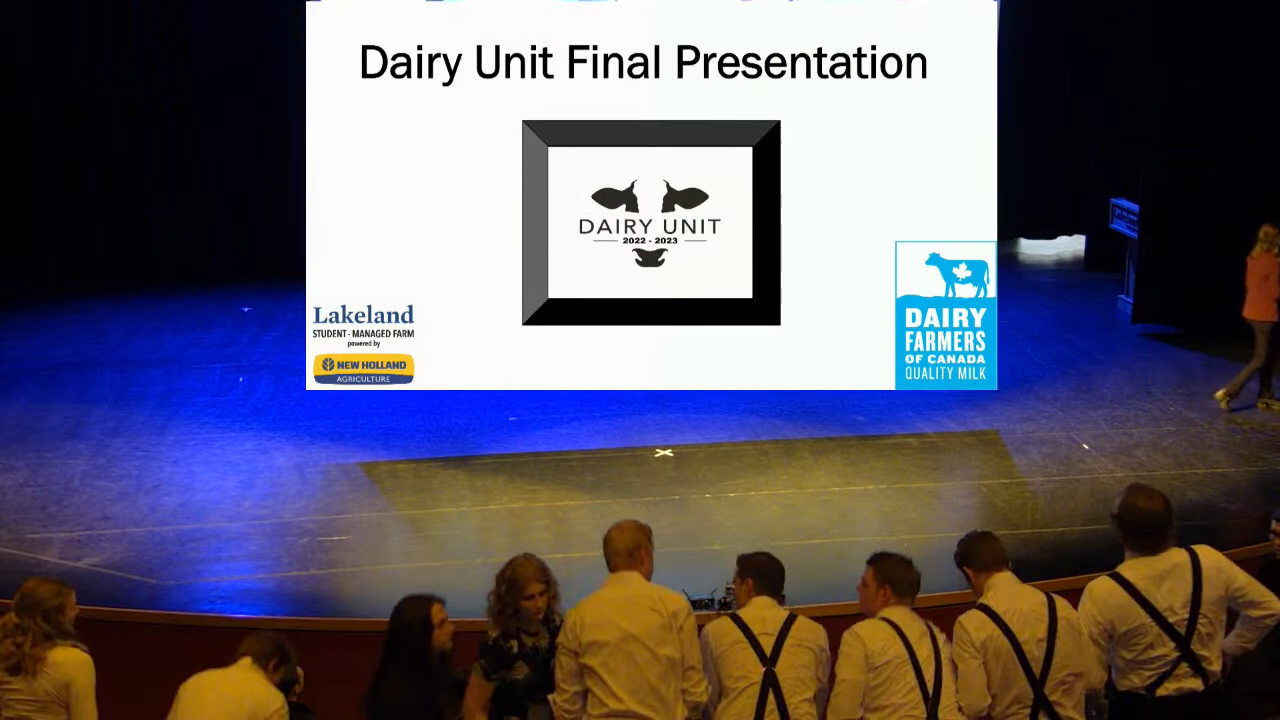 Dairy Unit Final Presentation
DAIRY UNIT
2022 - 2023
Lakeland
STUDENT - MANAGED FARM
powered by
NEW HOLLAND
AGRICULTURE
DAIRY
FARMERS
OF CANADA
QUALITY MILK